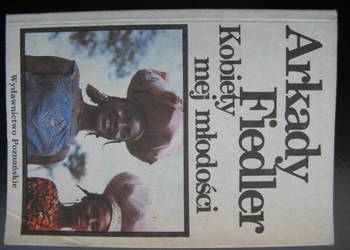 Arkady
Fiedler
Kobiety
mej młodości
Wydawnictwo Poznańskie